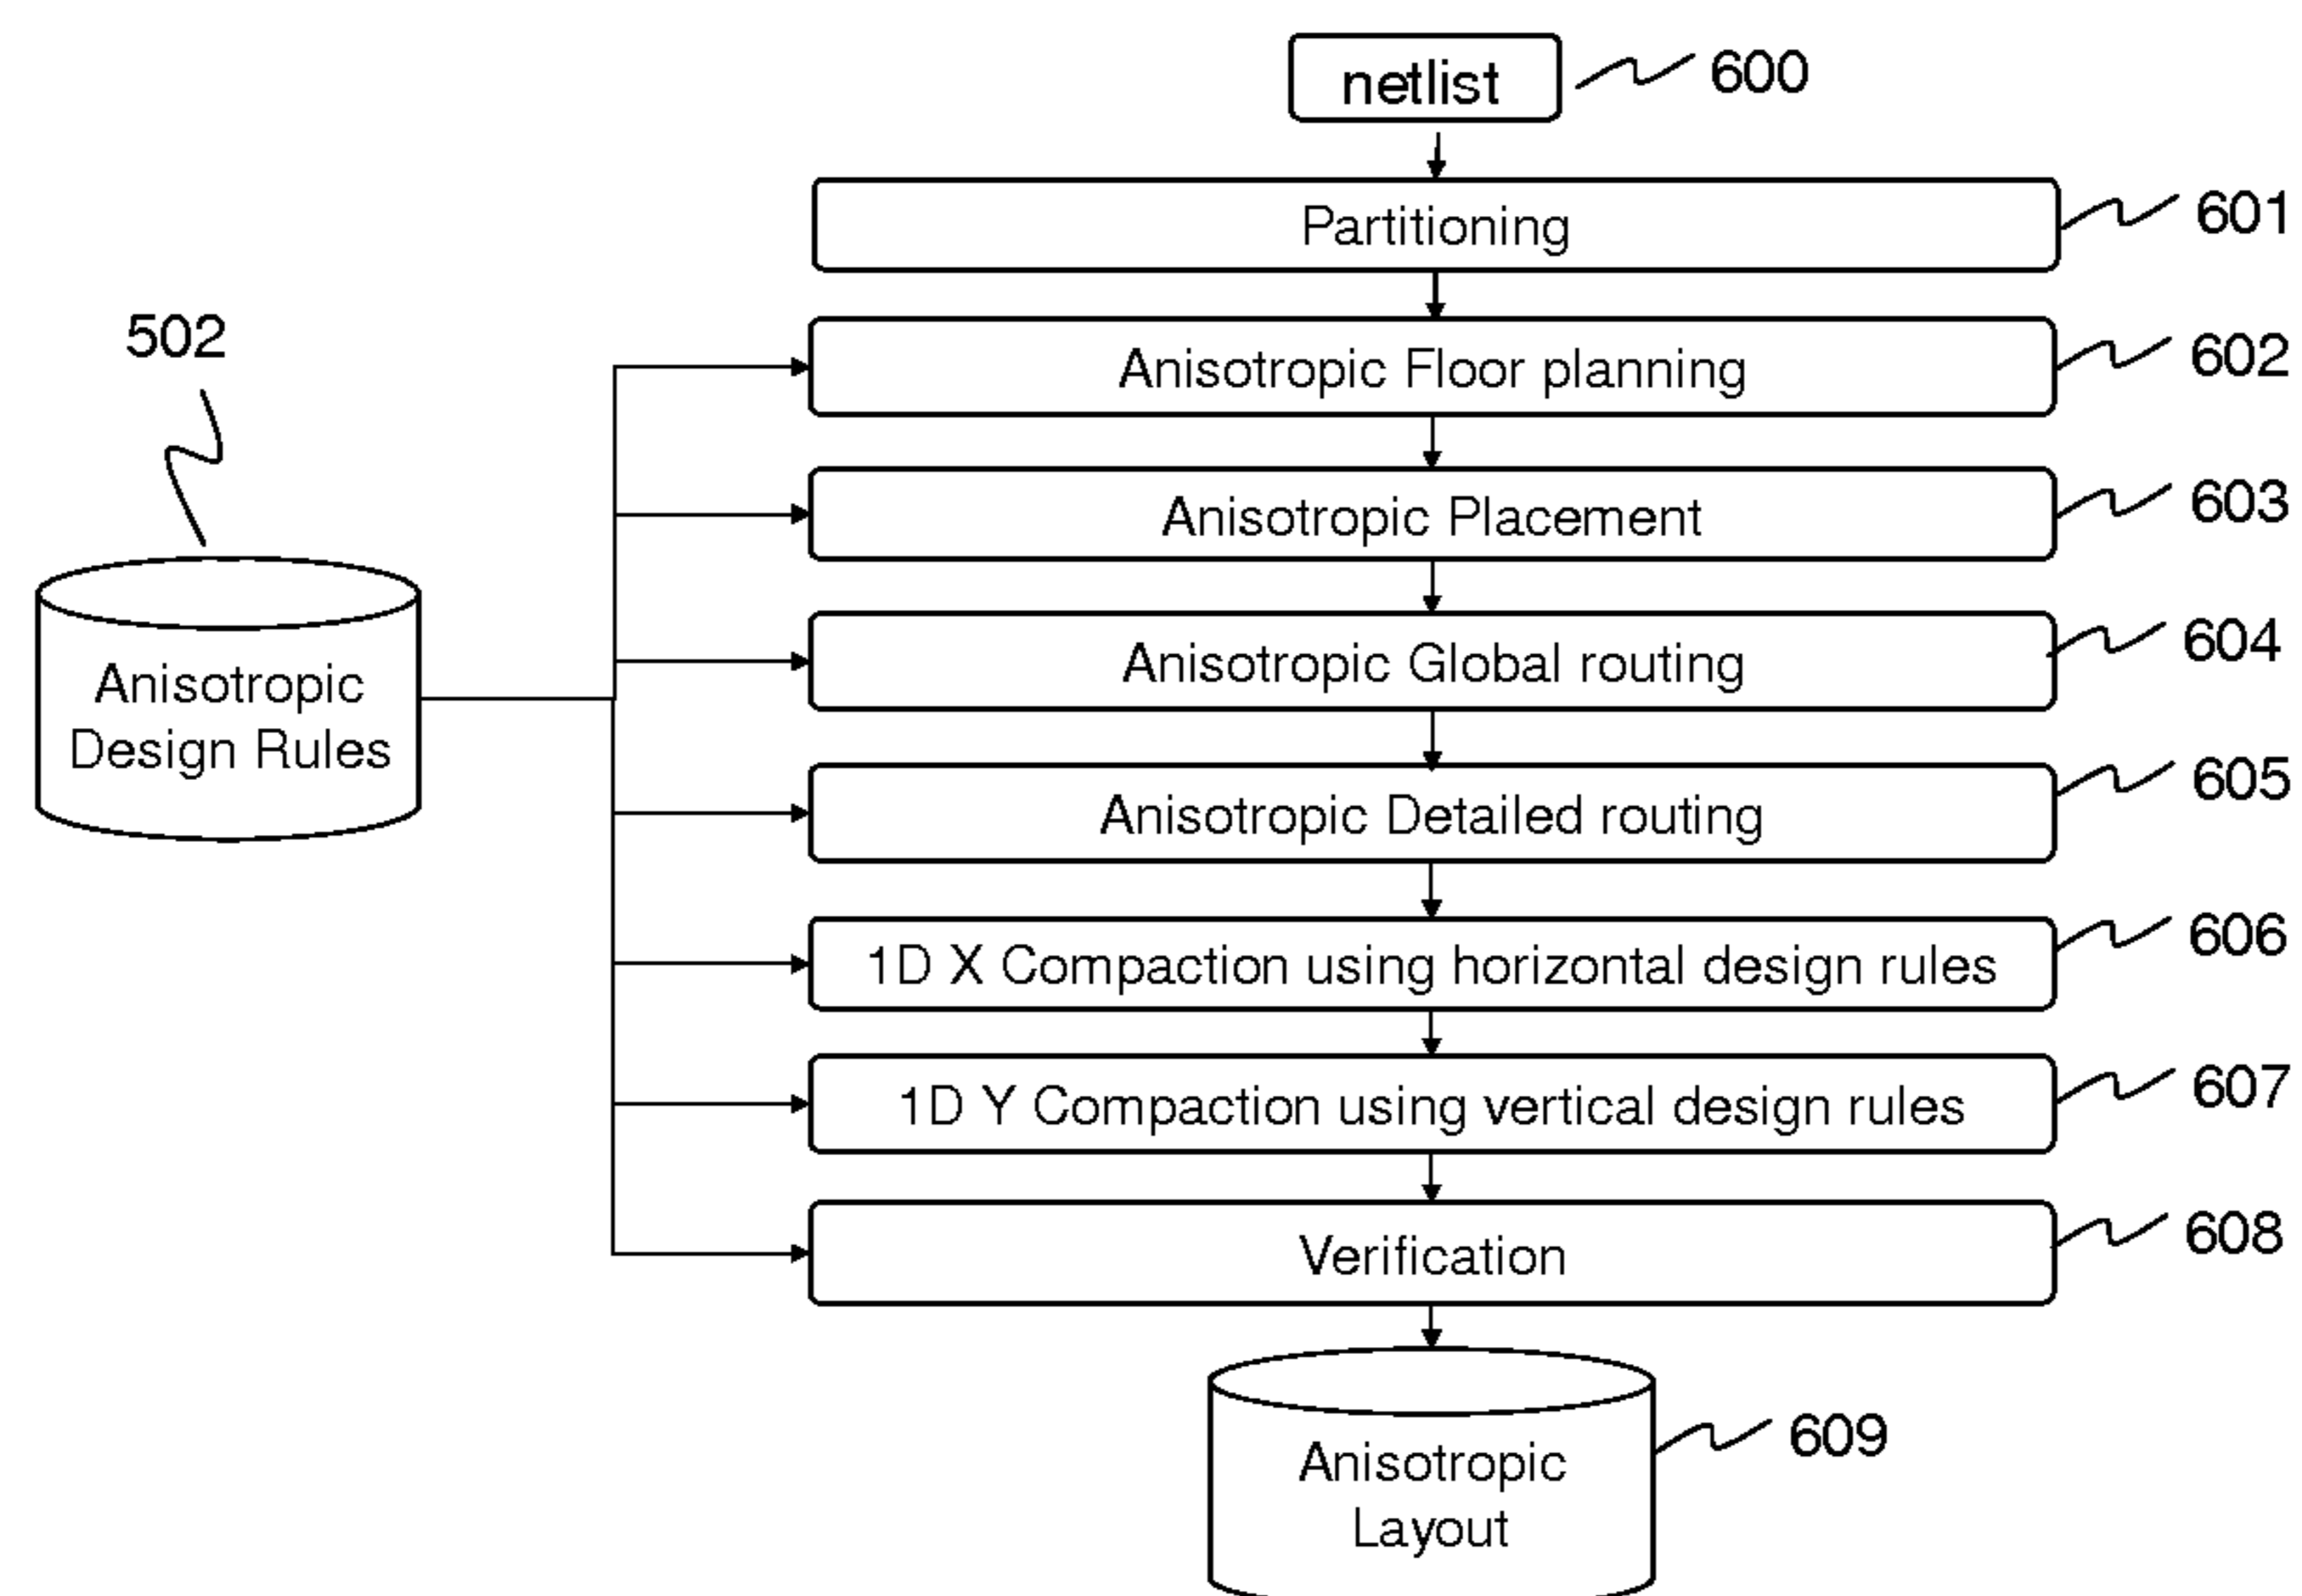 netlist
600
Partitioning
601
502
Anisotropic Floor planning
602
Anisotropic Placement
603
Anisotropic Global routing
604
Anisotropic
Design Rules
Anisotropic Detailed routing
605
1D X Compaction using horizontal design rules
606
1D Y Compaction using vertical design rules
607
Verification
608
Anisotropic
Layout
609